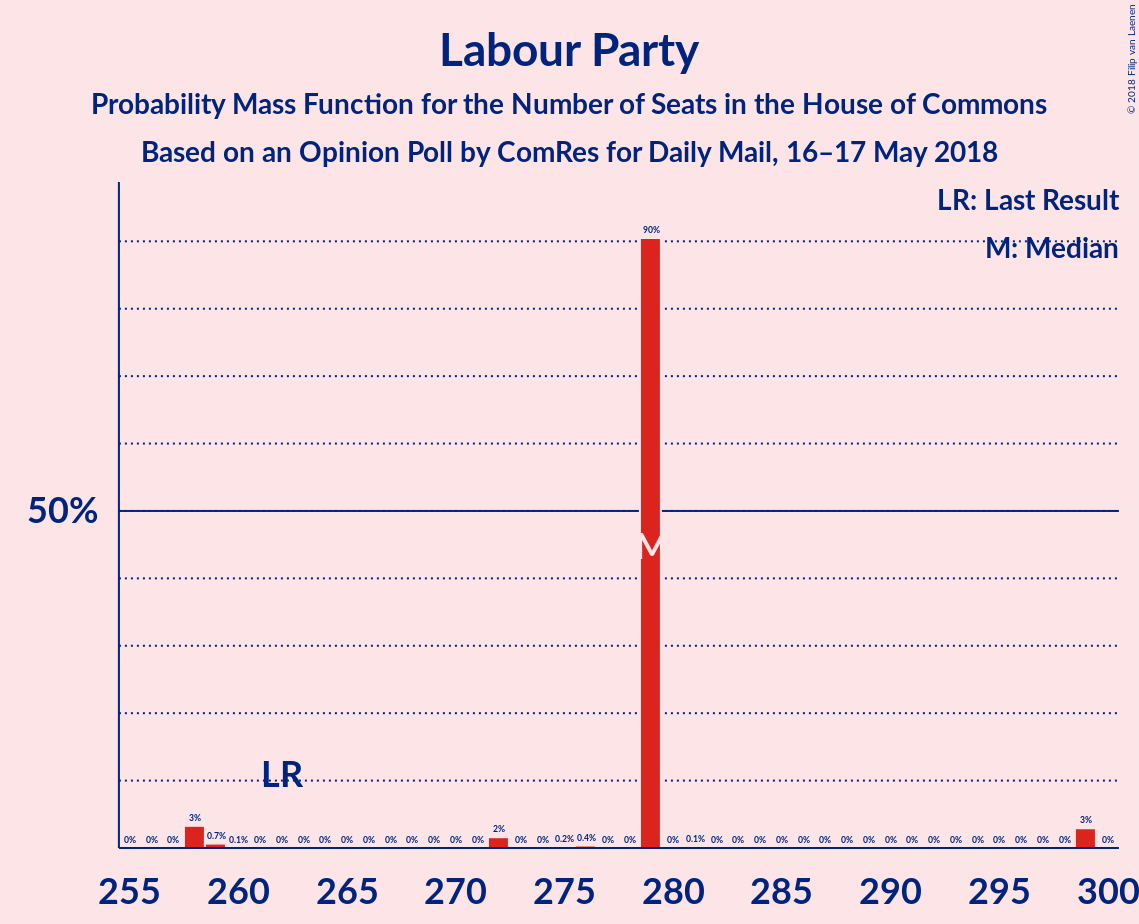 Labour Party
Probability Mass Function for the Number of Seats in the House of Commons
Based on an Opinion Poll by ComRes for Daily Mail, 16–17 May 2018
© 2018 Filip van Laenen
LR: Last Result
M: Median
90%
50%
M
LR
0% 0% 0% 3% 0.7% 0.1% 0% 0% 0% 0% 0% 0% 0% 0% 0% 0% 0% 2% 0% 0% 0.2% 0.4% 0% 0% 0% 0.1% 0% 0% 0% 0% 0% 0% 0% 0% 0% 0% 0% 0% 0% 0% 0% 0% 0% 3% 0%
255 260 265 270 275 280 285 290 295 300